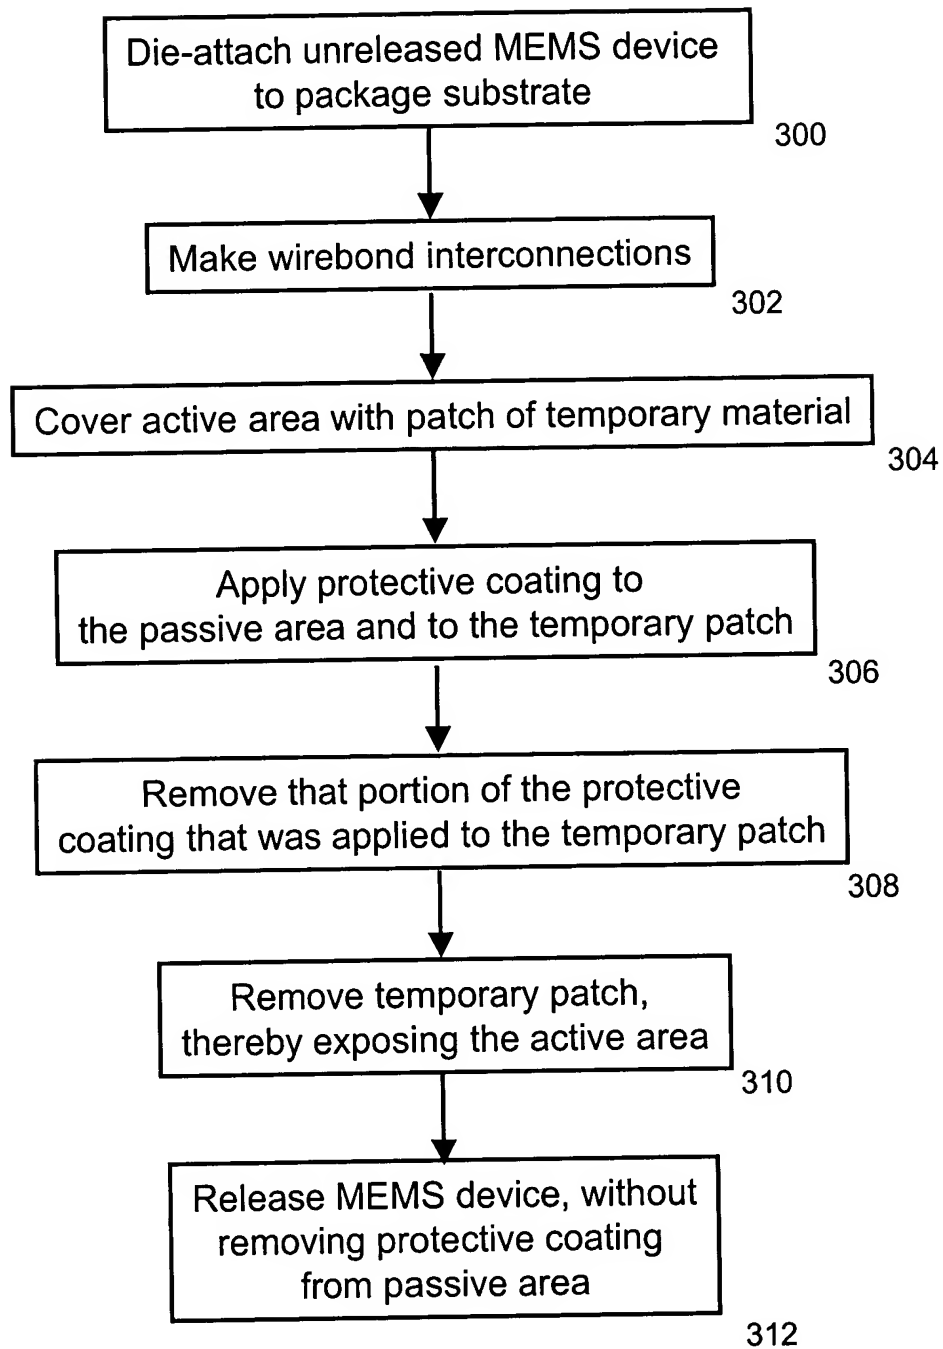 Die-attach unreleased MEMS device
to package substrate
300
Make wirebond interconnections
302
Cover active area with patch of temporary material
304
Apply protective coating to
the passive area and to the temporary patch
306
Remove that portion of the protective
coating that was applied to the temporary patch
308
Remove temporary patch,
thereby exposing the active area
310
Release MEMS device, without
removing protective coating
from passive area
312